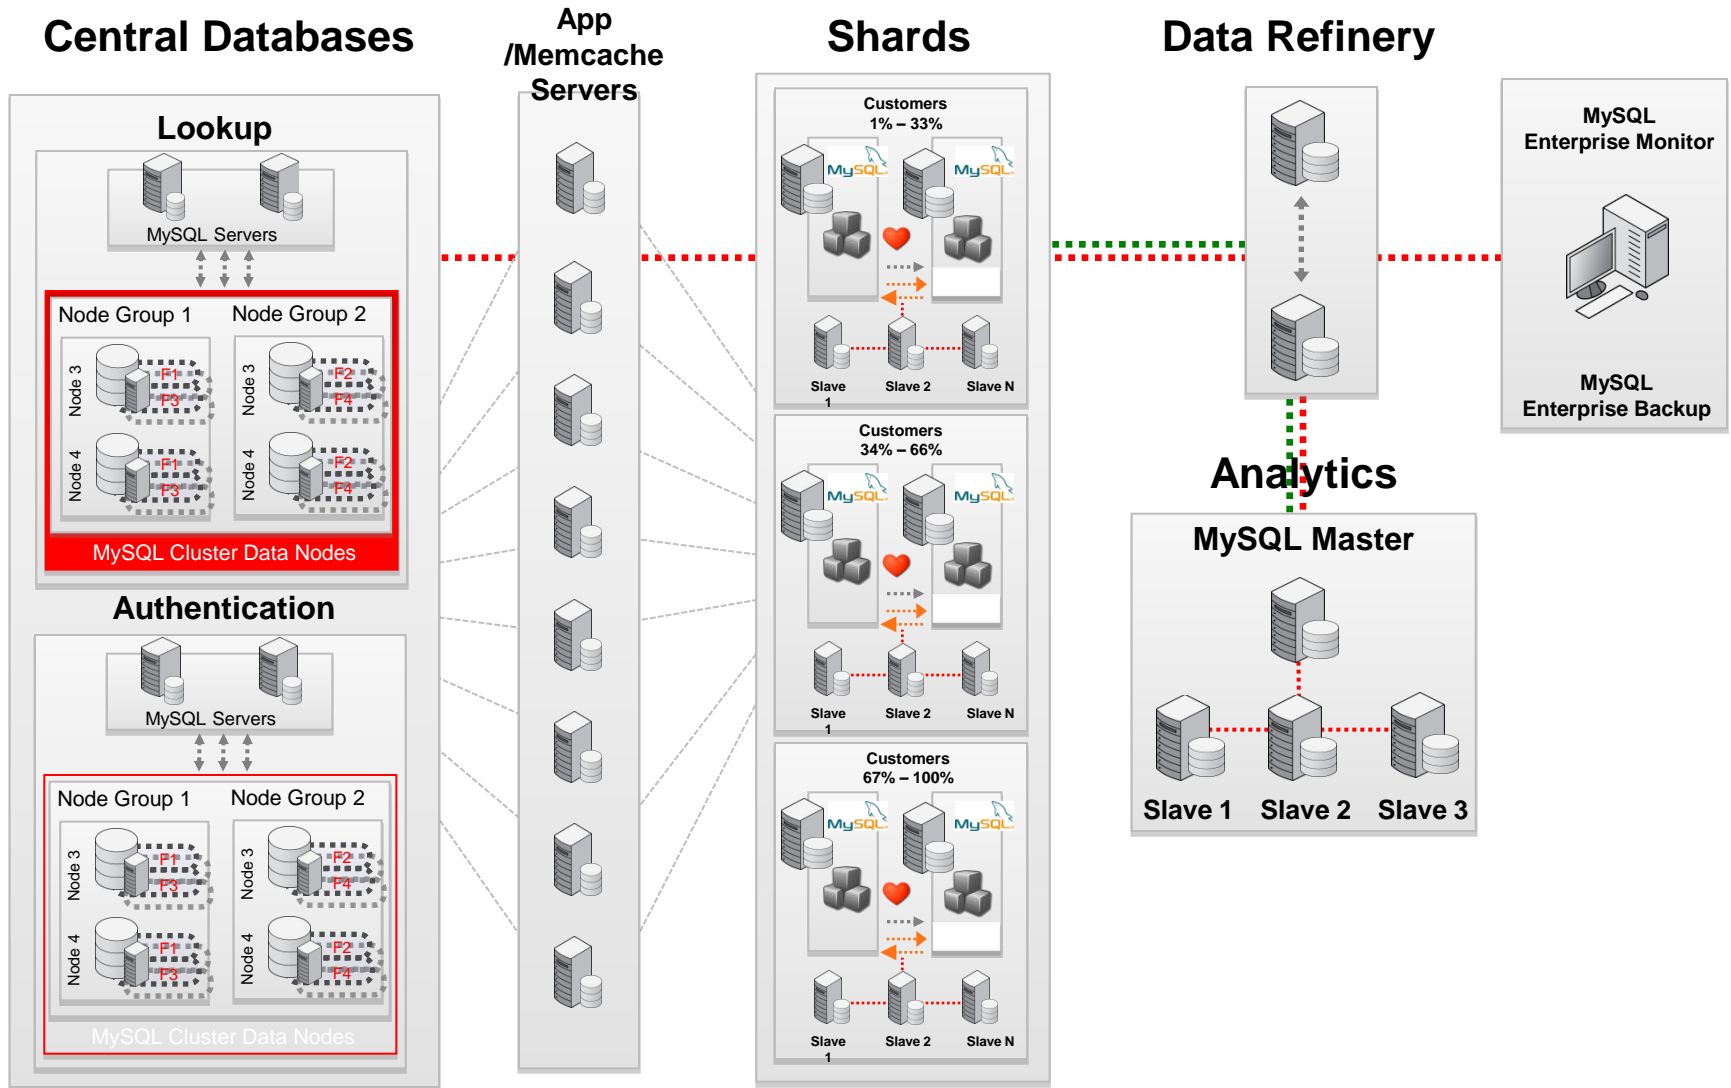 Central Databases
App
/Memcache
Servers
Shards
Data Refinery
Lookup
MySQL Servers
Node Group 1
Node Group 2
Node 3
F1
F3
Node 3
F2
F4
Node 4
F1
F3
Node 4
F2
F4
MySQL Cluster Data Nodes
Authentication
MySQL Servers
Node Group 1
Node Group 2
Node 3
F1
F3
Node 3
F2
F4
Node 4
F1
F3
Node 4
F2
F4
MySQL Cluster Data Nodes
Customers
1% – 33%
MySQL
MySQL
Slave
1
Slave 2
Slave N
Customers
34% – 66%
MySQL
MySQL
Slave
1
Slave 2
Slave N
Customers
67% – 100%
MySQL
MySQL
Slave
1
Slave 2
Slave N
MySQL
Enterprise Monitor
MySQL
Enterprise Backup
Analytics
MySQL Master
Slave 1
Slave 2
Slave 3